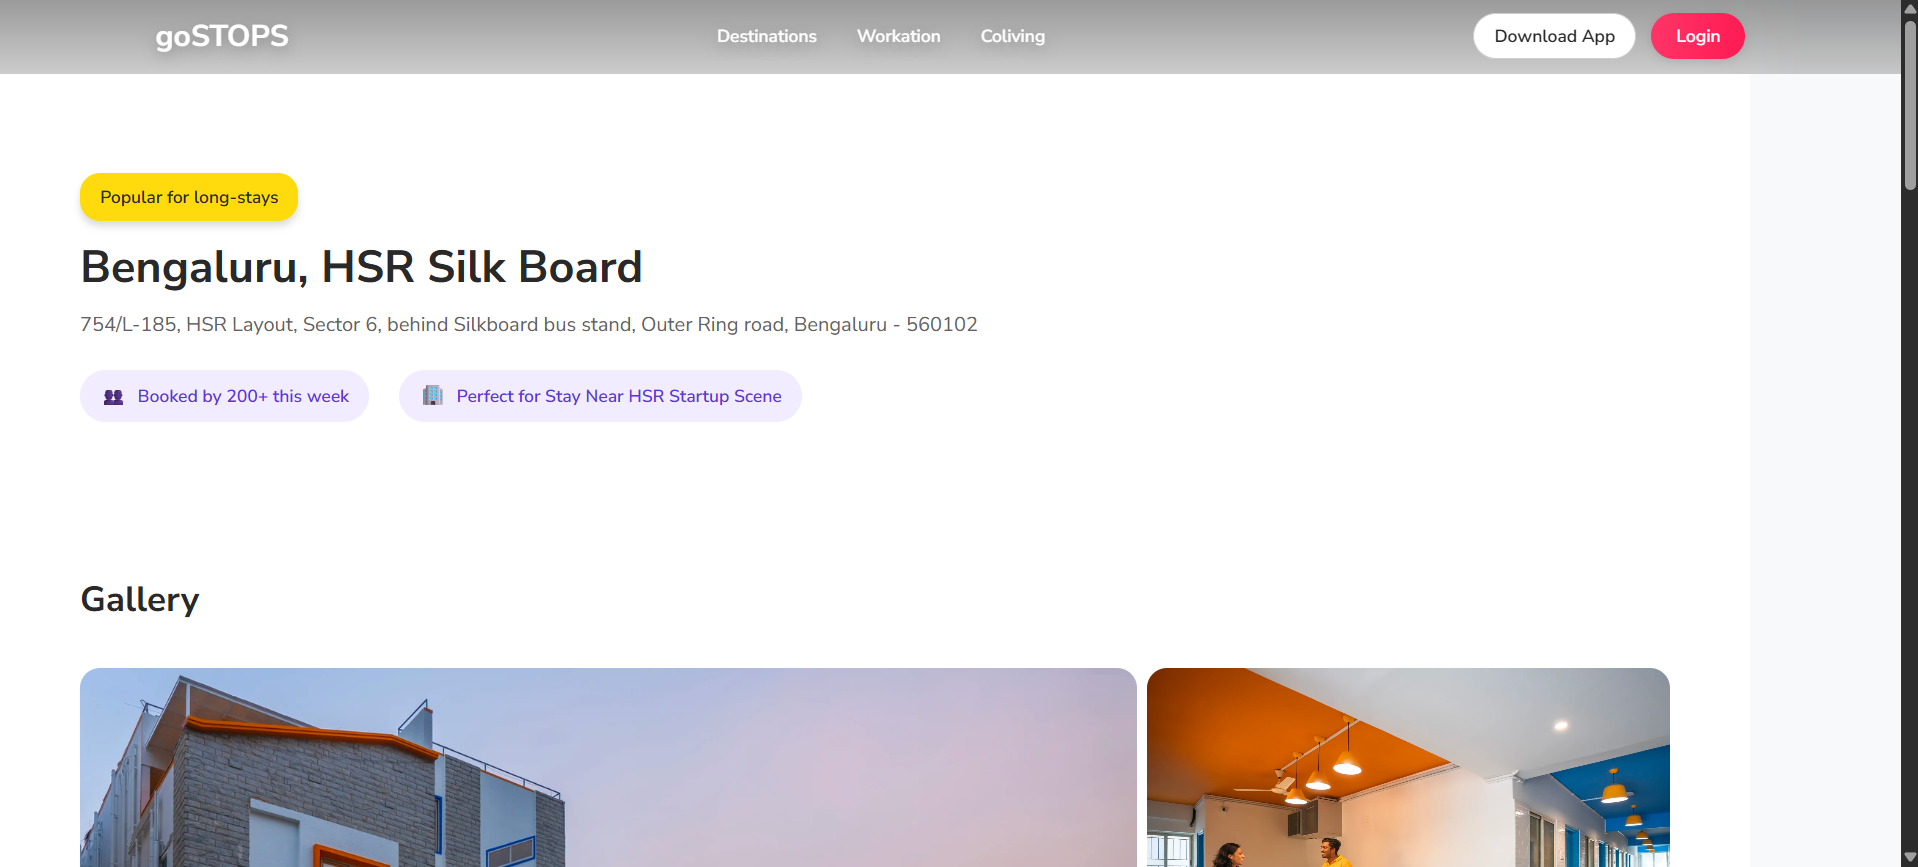 goSTOPS
Destinations
Workation
Coliving
Download App
Login
Popular for long-stays
Bengaluru, HSR Silk Board
754/L-185, HSR Layout, Sector 6, behind Silkboard bus stand, Outer Ring road, Bengaluru - 560102
Booked by 200+ this week
Perfect for Stay Near HSR Startup Scene
Gallery